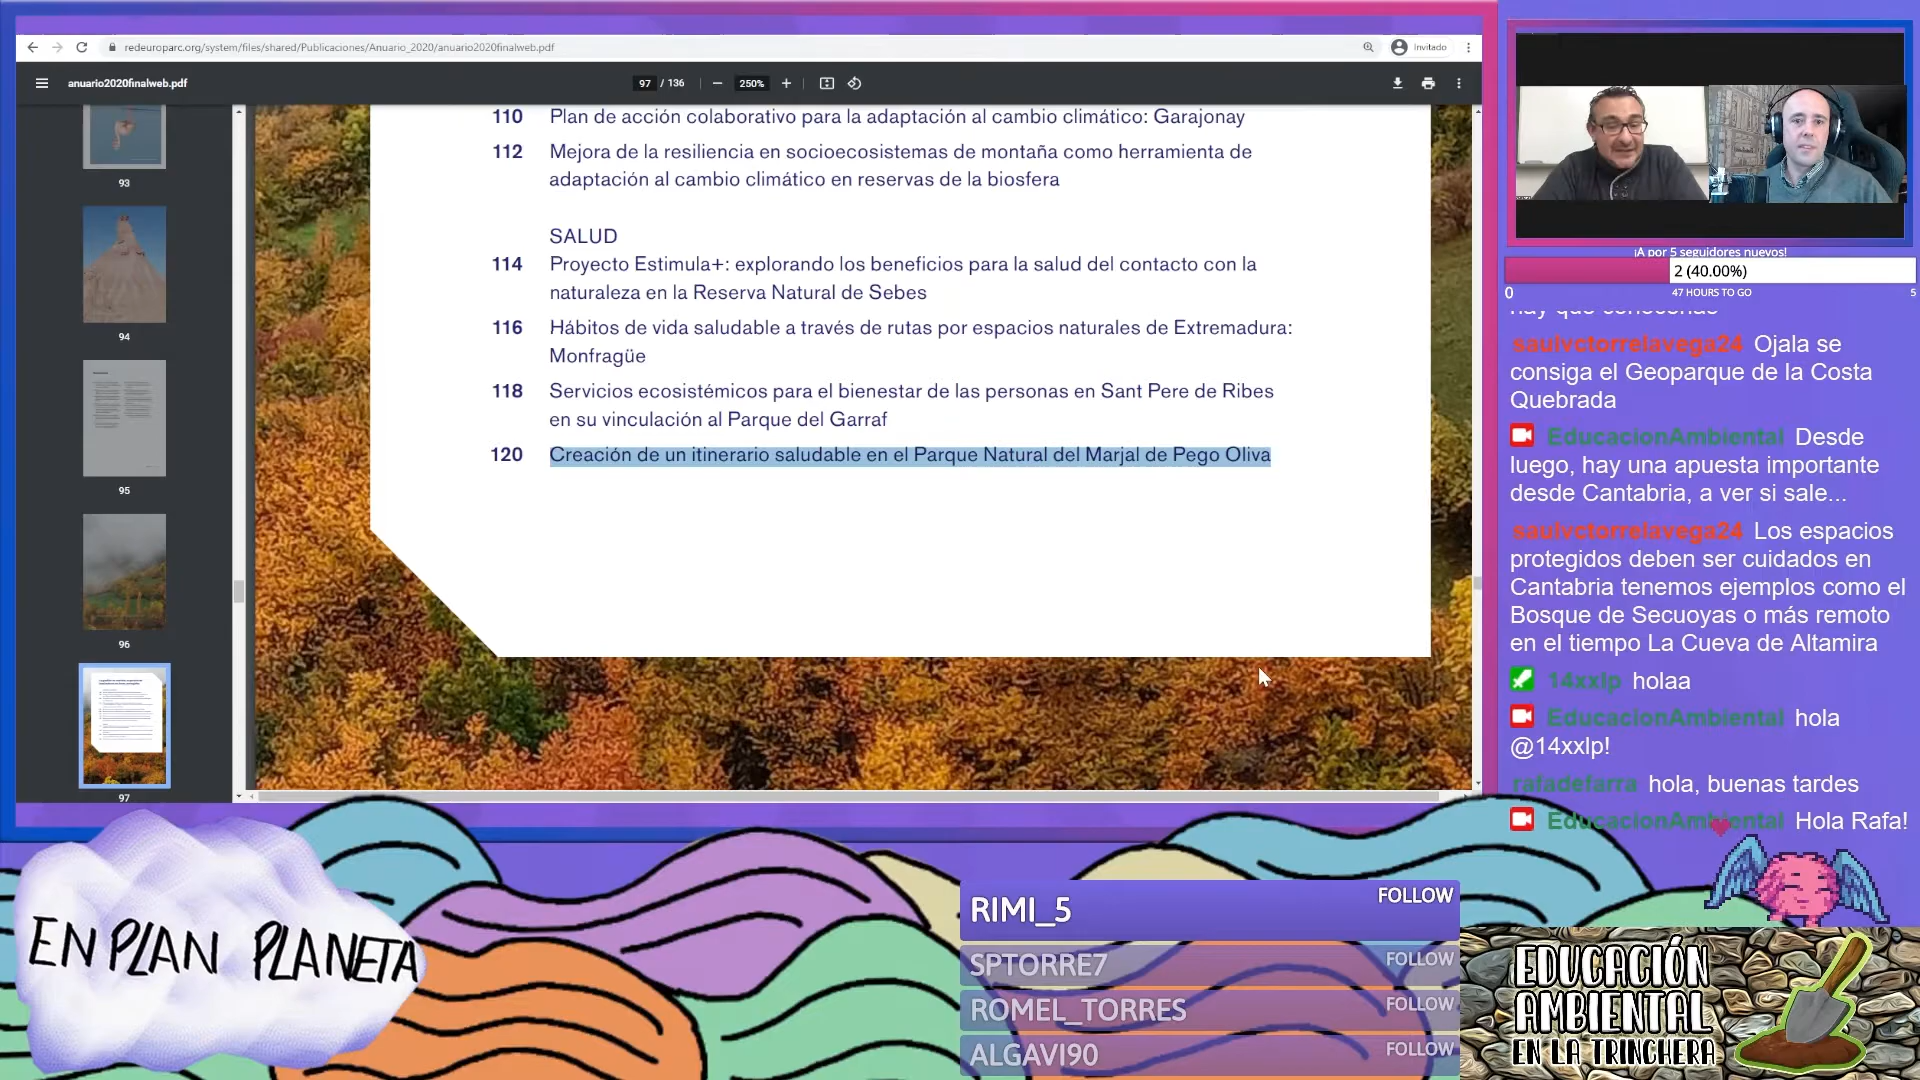 redeuroparc.org/system/files/shared/Publicaciones/Anuario_2020/anuario2020finalweb.pdf
Invitado
anuario2020finalweb.pdf
97 / 136
250%
93
94
95
96
97
110 Plan de acción colaborativo para la adaptación al cambio climático: Garajonay
112 Mejora de la resiliencia en socioecosistemas de montaña como herramienta de
adaptación al cambio climático en reservas de la biosfera
SALUD
114 Proyecto Estimula+: explorando los beneficios para la salud del contacto con la
naturaleza en la Reserva Natural de Sebes
116 Hábitos de vida saludable a través de rutas por espacios naturales de Extremadura:
Monfragüe
118 Servicios ecosistémicos para el bienestar de las personas en Sant Pere de Ribes
en su vinculación al Parque del Garraf
120 Creación de un itinerario saludable en el Parque Natural del Marjal de Pego Oliva
¡A por 5 seguidores nuevos!
2 (40.00%)
0
47 HOURS TO GO
5
hay que conocerlas
saulvctorrelavega24 Ojala se
consiga el Geoparque de la Costa
Quebrada
EducacionAmbiental Desde
luego, hay una apuesta importante
desde Cantabria, a ver si sale...
saulvctorrelavega24 Los espacios
protegidos deben ser cuidados en
Cantabria tenemos ejemplos como el
Bosque de Secuoyas o más remoto
en el tiempo La Cueva de Altamira
14xxlp holaa
EducacionAmbiental hola
@14xxlp!
rafadefarra hola, buenas tardes
EducacionAmbiental Hola Rafa!
EN PLAN PLANETA
RIMI_5 FOLLOW
SPTORRE7 FOLLOW
ROMEL_TORRES FOLLOW
ALGAVI90 FOLLOW
EDUCACIÓN
AMBIENTAL
EN LA TRINCHERA